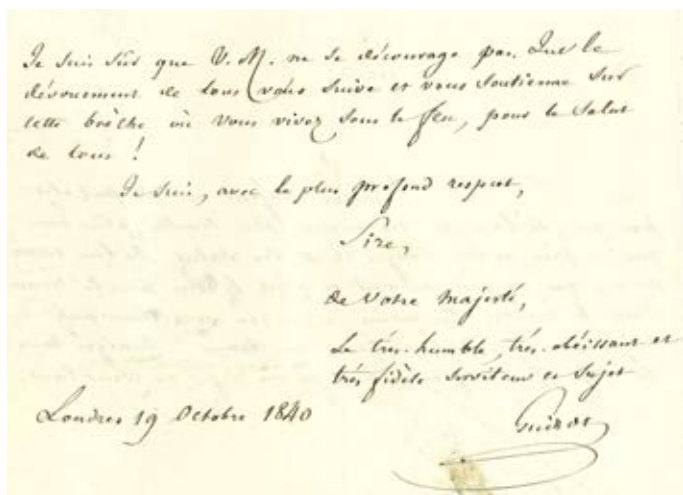 Je suis sûr que V. M. ne se décourage pas. Que le
dévouement de tous vous suive et vous soutienne sur
cette brèche où vous vivez sous le feu, pour le salut
de tous !
Je suis, avec le plus profond respect,
Sire,
de Votre Majesté,
Le très-humble, très-obéissant et
très fidèle serviteur et sujet
Londres 19 Octobre 1840
Guizot